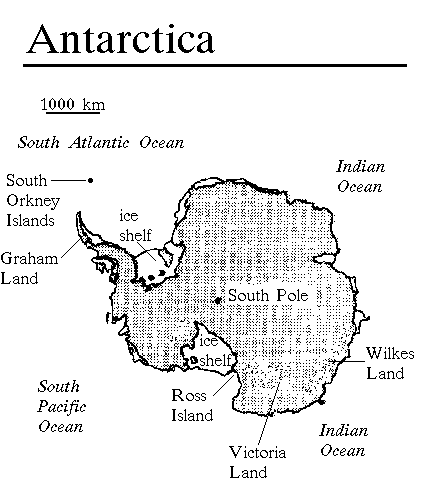 Antarctica
1000 km
South Atlantic Ocean
Indian
Ocean
South
Orkney
Islands
ice
shelf
Graham
Land
South Pole
ice
shelf
Wilkes
Land
South
Pacific
Ocean
Ross
Island
Indian
Ocean
Victoria
Land